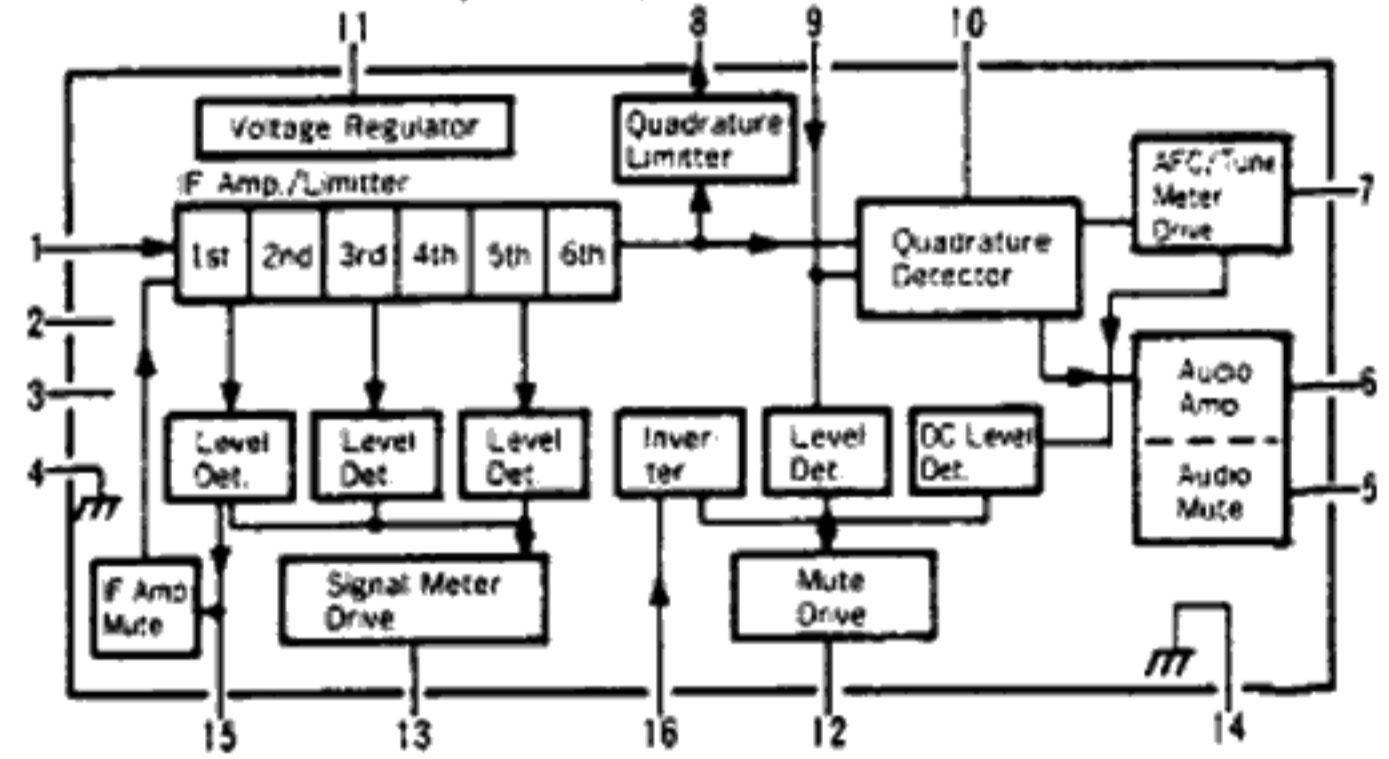 11
8
9
10
Voltage Regulator
Quadrature
Limitter
IF Amp./Limitter
AFC/Tune
Meter
Drive
7
1
1st 2nd 3rd 4th 5th 6th
Quadrature
Detector
2
3
Audio
Amp
6
Level
Det.
Level
Det.
Level
Det.
Inver-
ter
Level
Det.
DC Level
Det.
4
Audio
Mute
5
IF Amp
Mute
Signal Meter
Drive
Mute
Drive
15
13
16
12
14